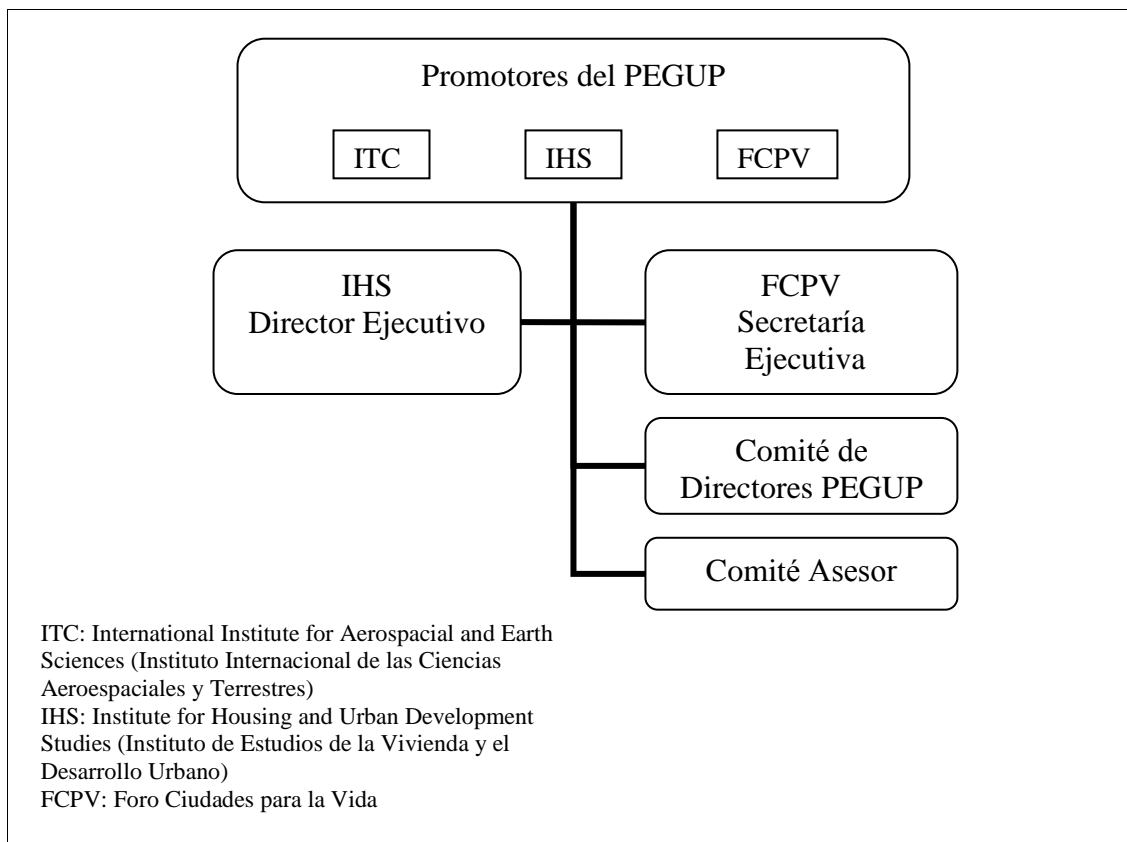 Promotores del PEGUP
ITC
IHS
FCPV
IHS
Director Ejecutivo
FCPV
Secretaría
Ejecutiva
Comité de
Directores PEGUP
Comité Asesor
ITC: International Institute for Aerospacial and Earth
Sciences (Instituto Internacional de las Ciencias
Aeroespaciales y Terrestres)
IHS: Institute for Housing and Urban Development
Studies (Instituto de Estudios de la Vivienda y el
Desarrollo Urbano)
FCPV: Foro Ciudades para la Vida